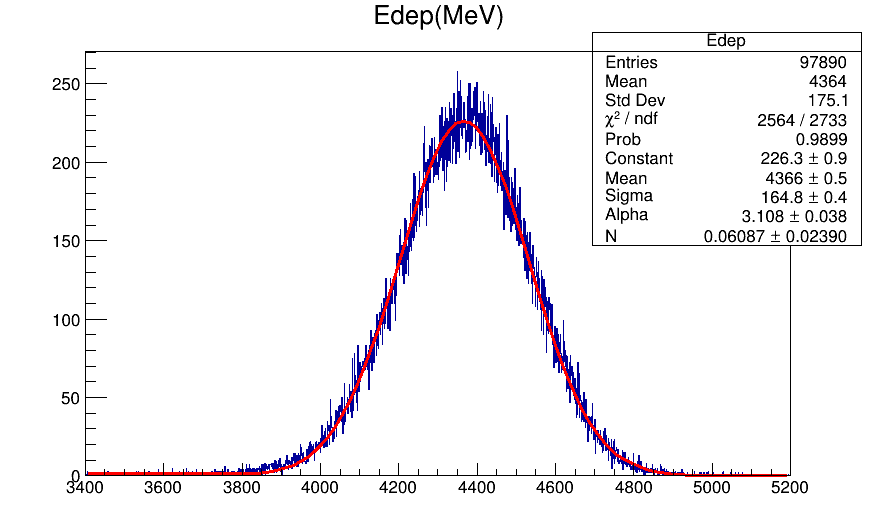 Edep(MeV)
Edep
Entries 97890
Mean 4364
Std Dev 175.1
χ² / ndf 2564 / 2733
Prob 0.9899
Constant 226.3 ± 0.9
Mean 4366 ± 0.5
Sigma 164.8 ± 0.4
Alpha 3.108 ± 0.038
N 0.06087 ± 0.02390
250
200
150
100
50
0
3400 3600 3800 4000 4200 4400 4600 4800 5000 5200